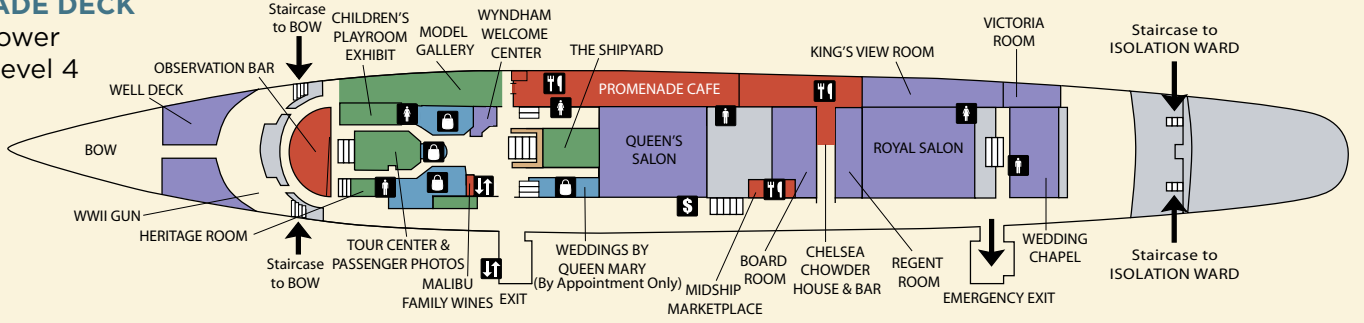 ADE DECK
ower
evel 4
Staircase
to BOW
CHILDREN'S
PLAYROOM
EXHIBIT
MODEL
GALLERY
WYNDHAM
WELCOME
CENTER
THE SHIPYARD
KING'S VIEW ROOM
VICTORIA
ROOM
Staircase to
ISOLATION WARD
OBSERVATION BAR
WELL DECK
PROMENADE CAFE
BOW
QUEEN'S
SALON
ROYAL SALON
$
WWII GUN
HERITAGE ROOM
Staircase
to BOW
TOUR CENTER &
PASSENGER PHOTOS
MALIBU
FAMILY WINES
EXIT
WEDDINGS BY
QUEEN MARY
(By Appointment Only)
MIDSHIP
MARKETPLACE
BOARD
ROOM
CHELSEA
CHOWDER
HOUSE & BAR
REGENT
ROOM
EMERGENCY EXIT
WEDDING
CHAPEL
Staircase to
ISOLATION WARD